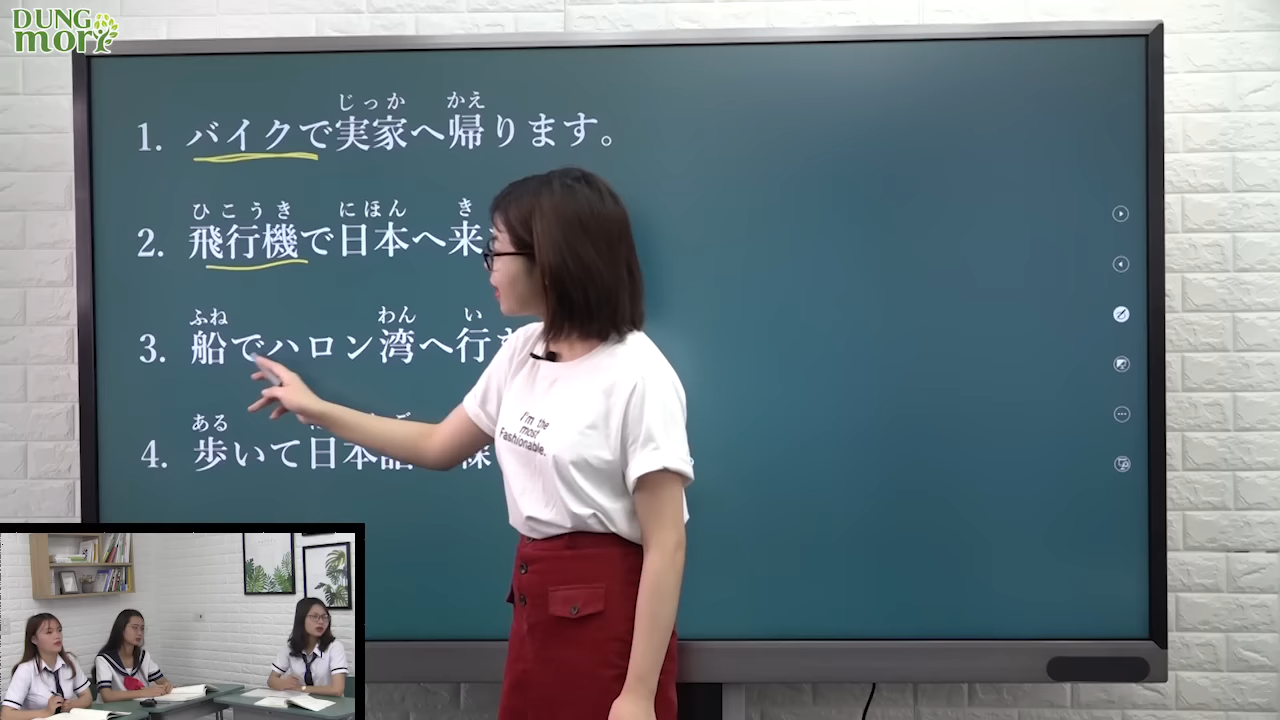 DUNG
mori
じっか かえ
1. バイクで実家へ帰ります。
ひこうき にほん き
2. 飛行機で日本へ来
ふね わん い
3. 船でハロン湾へ行
ある
4. 歩いて日本語
I'm the
most
Fashionable.